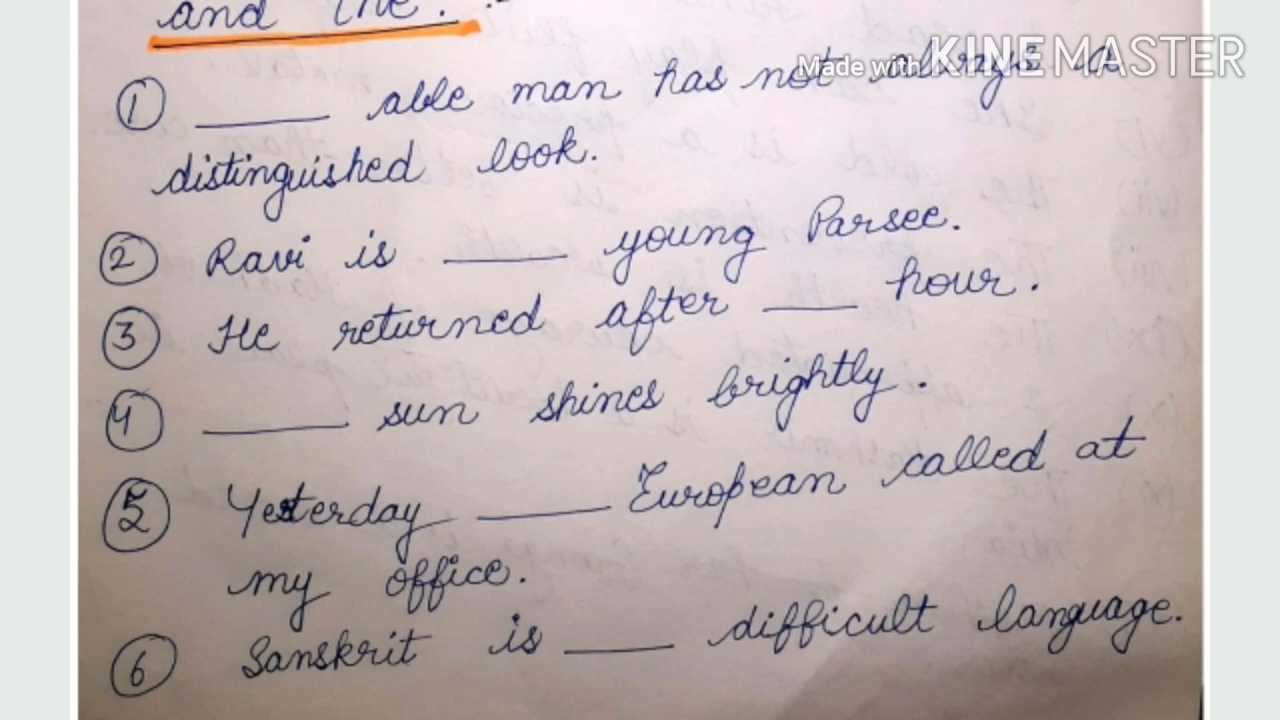 and the.
Made with KINEMASTER
① ____ able man has not always a
distinguished look.
② Ravi is ____ young Parsee.
③ He returned after ____ hour.
④ ____ sun shines brightly.
⑤ Yesterday ____ European called at
my office.
⑥ Sanskrit is ____ difficult language.